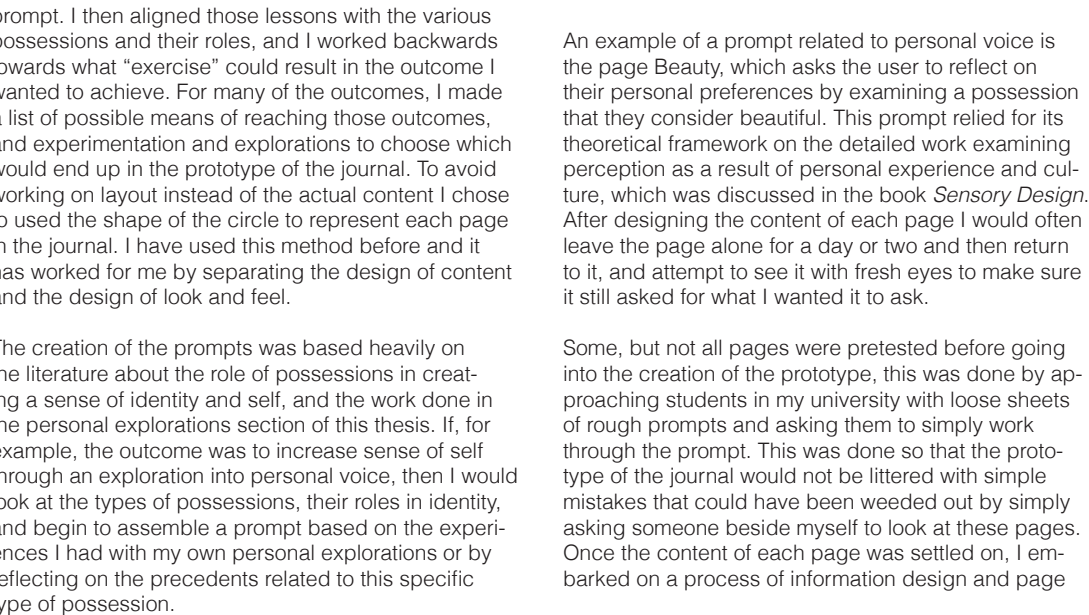 prompt. I then aligned those lessons with the various
possessions and their roles, and I worked backwards
towards what “exercise” could result in the outcome I
wanted to achieve. For many of the outcomes, I made
a list of possible means of reaching those outcomes,
and experimentation and explorations to choose which
would end up in the prototype of the journal. To avoid
working on layout instead of the actual content I chose
to used the shape of the circle to represent each page
in the journal. I have used this method before and it
has worked for me by separating the design of content
and the design of look and feel.
The creation of the prompts was based heavily on
the literature about the role of possessions in creat-
ing a sense of identity and self, and the work done in
the personal explorations section of this thesis. If, for
example, the outcome was to increase sense of self
through an exploration into personal voice, then I would
look at the types of possessions, their roles in identity,
and begin to assemble a prompt based on the experi-
ences I had with my own personal explorations or by
reflecting on the precedents related to this specific
type of possession.
An example of a prompt related to personal voice is
the page Beauty, which asks the user to reflect on
their personal preferences by examining a possession
that they consider beautiful. This prompt relied for its
theoretical framework on the detailed work examining
perception as a result of personal experience and cul-
ture, which was discussed in the book Sensory Design.
After designing the content of each page I would often
leave the page alone for a day or two and then return
to it, and attempt to see it with fresh eyes to make sure
it still asked for what I wanted it to ask.
Some, but not all pages were pretested before going
into the creation of the prototype, this was done by ap-
proaching students in my university with loose sheets
of rough prompts and asking them to simply work
through the prompt. This was done so that the proto-
type of the journal would not be littered with simple
mistakes that could have been weeded out by simply
asking someone beside myself to look at these pages.
Once the content of each page was settled on, I em-
barked on a process of information design and page